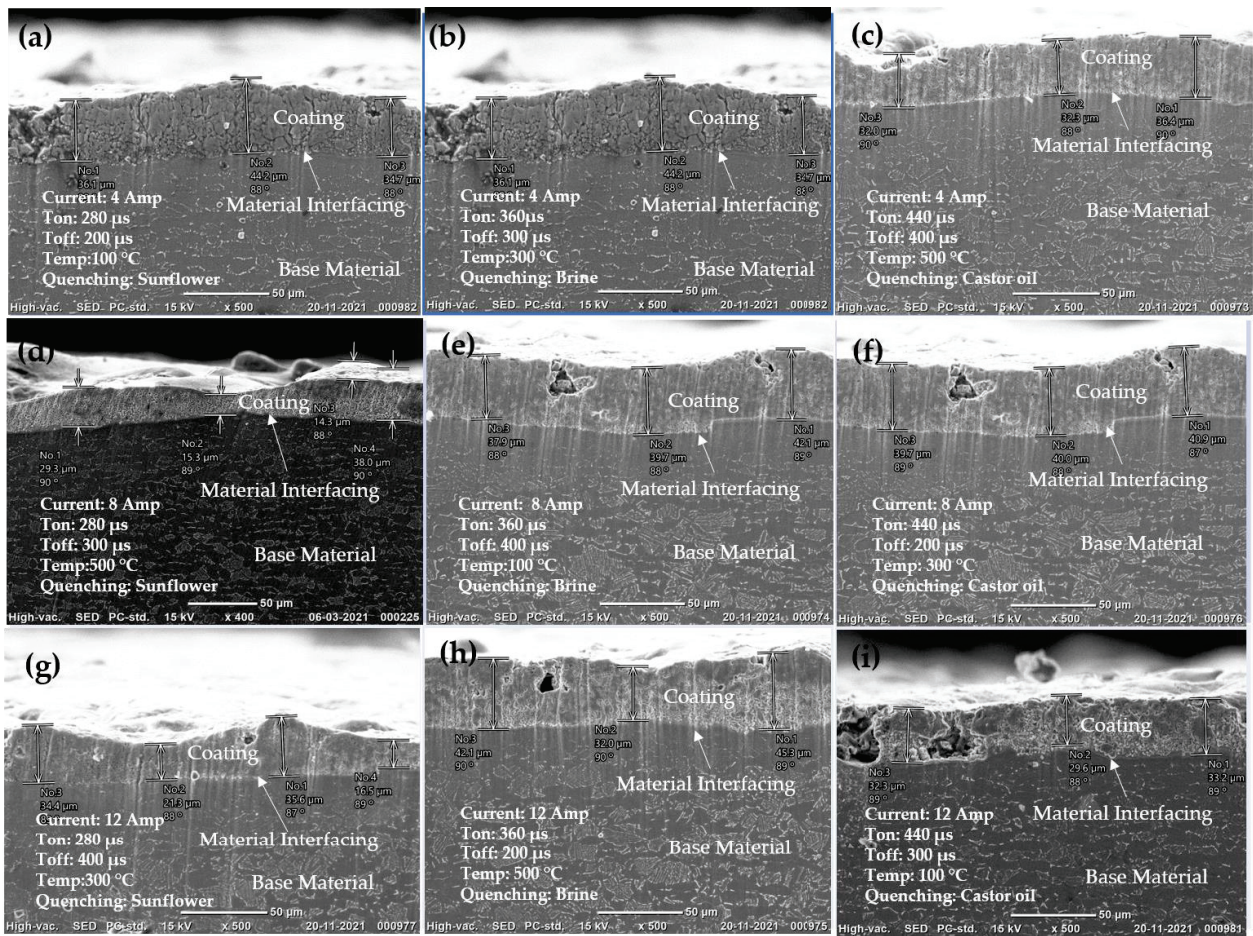 (a)
Coating
No.1
36.1 µm
No.2
44.2 µm
88 °
No.3
34.7 µm
88 °
Material Interfacing
Current: 4 Amp
Ton: 280 µs
Toff: 200 µs
Temp:100 °C
Quenching: Sunflower
Base Material
50 µm
High-vac. SED PC-std. 15 kV x 500 20-11-2021 000982
(b)
Coating
No.1
36.1 µm
No.2
44.2 µm
88 °
No.3
34.7 µm
88 °
Material Interfacing
Current: 4 Amp
Ton: 360µs
Toff: 300 µs
Temp:300 °C
Quenching: Brine
Base Material
50 µm
High-vac. SED PC-std. 15 kV x 500 20-11-2021 000982
(c)
Coating
No.3
32.0 µm
90 °
No.2
32.3 µm
88 °
No.1
36.4 µm
90 °
Material Interfacing
Current: 4 Amp
Ton: 440 µs
Toff: 400 µs
Temp: 500 °C
Quenching: Castor oil
Base Material
50 µm
High-vac. SED PC-std. 15 kV x 500 20-11-2021 000973
(d)
Coating
No.3
14.3 µm
88 °
No.2
15.3 µm
89 °
No.1
29.3 µm
90 °
No.4
38.0 µm
90 °
Material Interfacing
Current: 8 Amp
Ton: 280 µs
Toff: 300 µs
Temp:500 °C
Quenching: Sunflower
Base Material
50 µm
High-vac. SED PC-std. 15 kV x 400 06-03-2021 000225
(e)
Coating
No.3
37.9 µm
88 °
No.2
39.7 µm
88 °
No.1
42.1 µm
89 °
Material Interfacing
Current: 8 Amp
Ton: 360 µs
Toff: 400 µs
Temp:100 °C
Quenching: Brine
Base Material
50 µm
High-vac. SED PC-std. 15 kV x 500 20-11-2021 000974
(f)
Coating
No.3
39.7 µm
89 °
No.2
40.0 µm
88 °
No.1
40.9 µm
87 °
Material Interfacing
Current: 8 Amp
Ton: 440 µs
Toff: 200 µs
Temp: 300 °C
Quenching: Castor oil
Base Material
50 µm
High-vac. SED PC-std. 15 kV x 500 20-11-2021 000976
(g)
Coating
No.3
34.4 µm
No.2
21.3 µm
88 °
No.1
35.6 µm
87 °
No.4
16.5 µm
89 °
Material Interfacing
Current: 12 Amp
Ton: 280 µs
Toff: 400 µs
Temp:300 °C
Quenching: Sunflower
Base Material
50 µm
High-vac. SED PC-std. 15 kV x 500 20-11-2021 000977
(h)
Coating
No.3
42.1 µm
90 °
No.2
32.0 µm
90 °
No.1
45.3 µm
89 °
Material Interfacing
Current: 12 Amp
Ton: 360 µs
Toff: 200 µs
Temp: 500 °C
Quenching: Brine
Base Material
50 µm
High-vac. SED PC-std. 15 kV x 500 20-11-2021 000975
(i)
Coating
No.3
32.3 µm
89 °
No.2
29.6 µm
88 °
No.1
33.2 µm
89 °
Material Interfacing
Current: 12 Amp
Ton: 440 µs
Toff: 300 µs
Temp: 100 °C
Quenching: Castor oil
Base Material
50 µm
High-vac. SED PC-std. 15 kV x 500 20-11-2021 000981